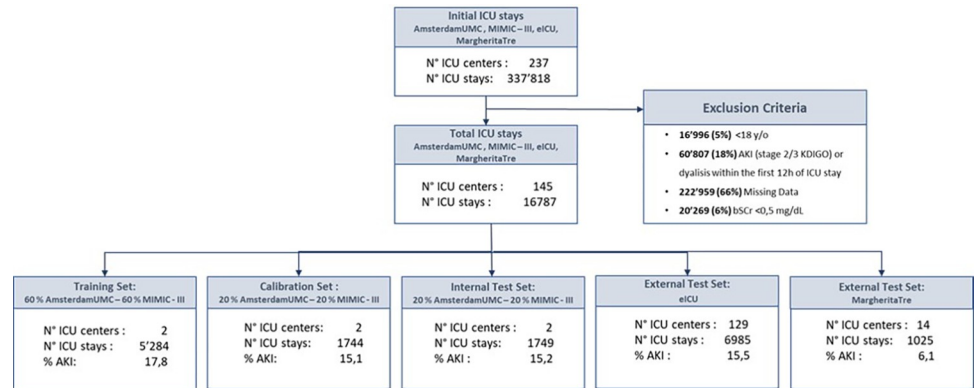 Initial ICU stays
AmsterdamUMC, MIMIC – III, eICU,
MargheritaTre
N° ICU centers : 237
N° ICU stays: 337'818
Exclusion Criteria
• 16'996 (5%) <18 y/o
• 60'807 (18%) AKI (stage 2/3 KDIGO) or
dyalisis within the first 12h of ICU stay
• 222'959 (66%) Missing Data
• 20'269 (6%) bSCr <0,5 mg/dL
Total ICU stays
AmsterdamUMC, MIMIC – III, eICU,
MargheritaTre
N° ICU centers : 145
N° ICU stays : 16787
Training Set:
60 % AmsterdamUMC – 60 % MIMIC - III
N° ICU centers : 2
N° ICU stays : 5'284
% AKI: 17,8
Calibration Set :
20 % AmsterdamUMC – 20 % MIMIC - III
N° ICU centers: 2
N° ICU stays: 1744
% AKI: 15,1
Internal Test Set:
20 % AmsterdamUMC – 20 % MIMIC - III
N° ICU centers : 2
N° ICU stays: 1749
% AKI: 15,2
External Test Set:
eICU
N° ICU centers : 129
N° ICU stays: 6985
% AKI : 15,5
External Test Set:
MargheritaTre
N° ICU centers : 14
N° ICU stays: 1025
% AKI: 6,1